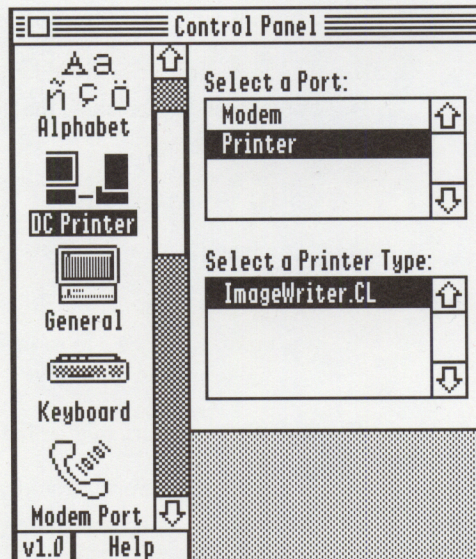 Control Panel
Aa
ñ Ç ö
Alphabet
DC Printer
General
Keyboard
Modem Port
v1.0
Help
Select a Port:
Modem
Printer
Select a Printer Type:
ImageWriter.CL